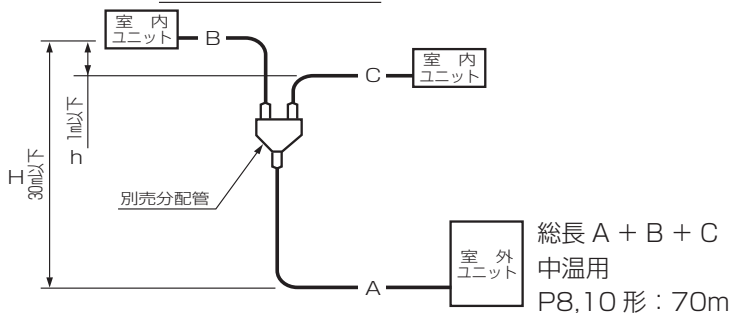 室 内
ユニット
B
C
室 内
ユニット
1m以下
h
H
30m以下
別売分配管
室 外
ユニット
A
総長 A + B + C
中温用
P8,10 形：70m